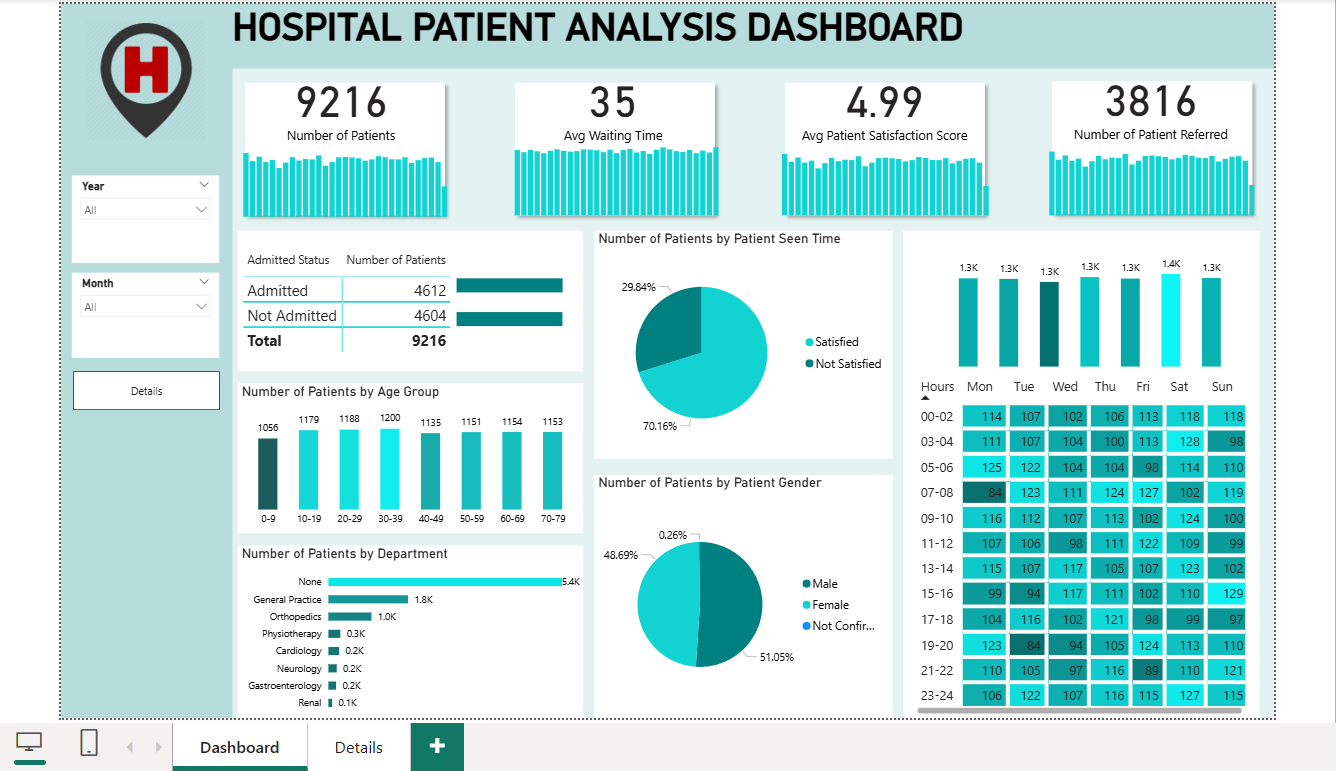 HOSPITAL PATIENT ANALYSIS DASHBOARD
H
Year
All
Month
All
Details
9216
Number of Patients
35
Avg Waiting Time
4.99
Avg Patient Satisfaction Score
3816
Number of Patient Referred
Admitted Status Number of Patients
Admitted 4612
Not Admitted 4604
Total 9216
Number of Patients by Age Group
1056 1179 1188 1200 1135 1151 1154 1153
0-9 10-19 20-29 30-39 40-49 50-59 60-69 70-79
Number of Patients by Department
None 5.4K
General Practice 1.8K
Orthopedics 1.0K
Physiotherapy 0.3K
Cardiology 0.2K
Neurology 0.2K
Gastroenterology 0.2K
Renal 0.1K
Number of Patients by Patient Seen Time
29.84%
70.16%
Satisfied
Not Satisfied
Number of Patients by Patient Gender
0.26%
48.69%
51.05%
Male
Female
Not Confir...
1.3K 1.3K 1.3K 1.3K 1.3K 1.4K 1.3K
Hours Mon Tue Wed Thu Fri Sat Sun
00-02 114 107 102 106 113 118 118
03-04 111 107 104 100 113 128 98
05-06 125 122 104 104 98 114 110
07-08 84 123 111 124 127 102 119
09-10 116 112 107 113 102 124 100
11-12 107 106 98 111 122 109 99
13-14 115 107 117 105 107 123 102
15-16 99 94 117 111 102 110 129
17-18 104 116 102 121 98 99 97
19-20 123 84 94 105 124 113 110
21-22 110 105 97 116 89 110 121
23-24 106 122 107 116 115 127 115
Dashboard
Details
+